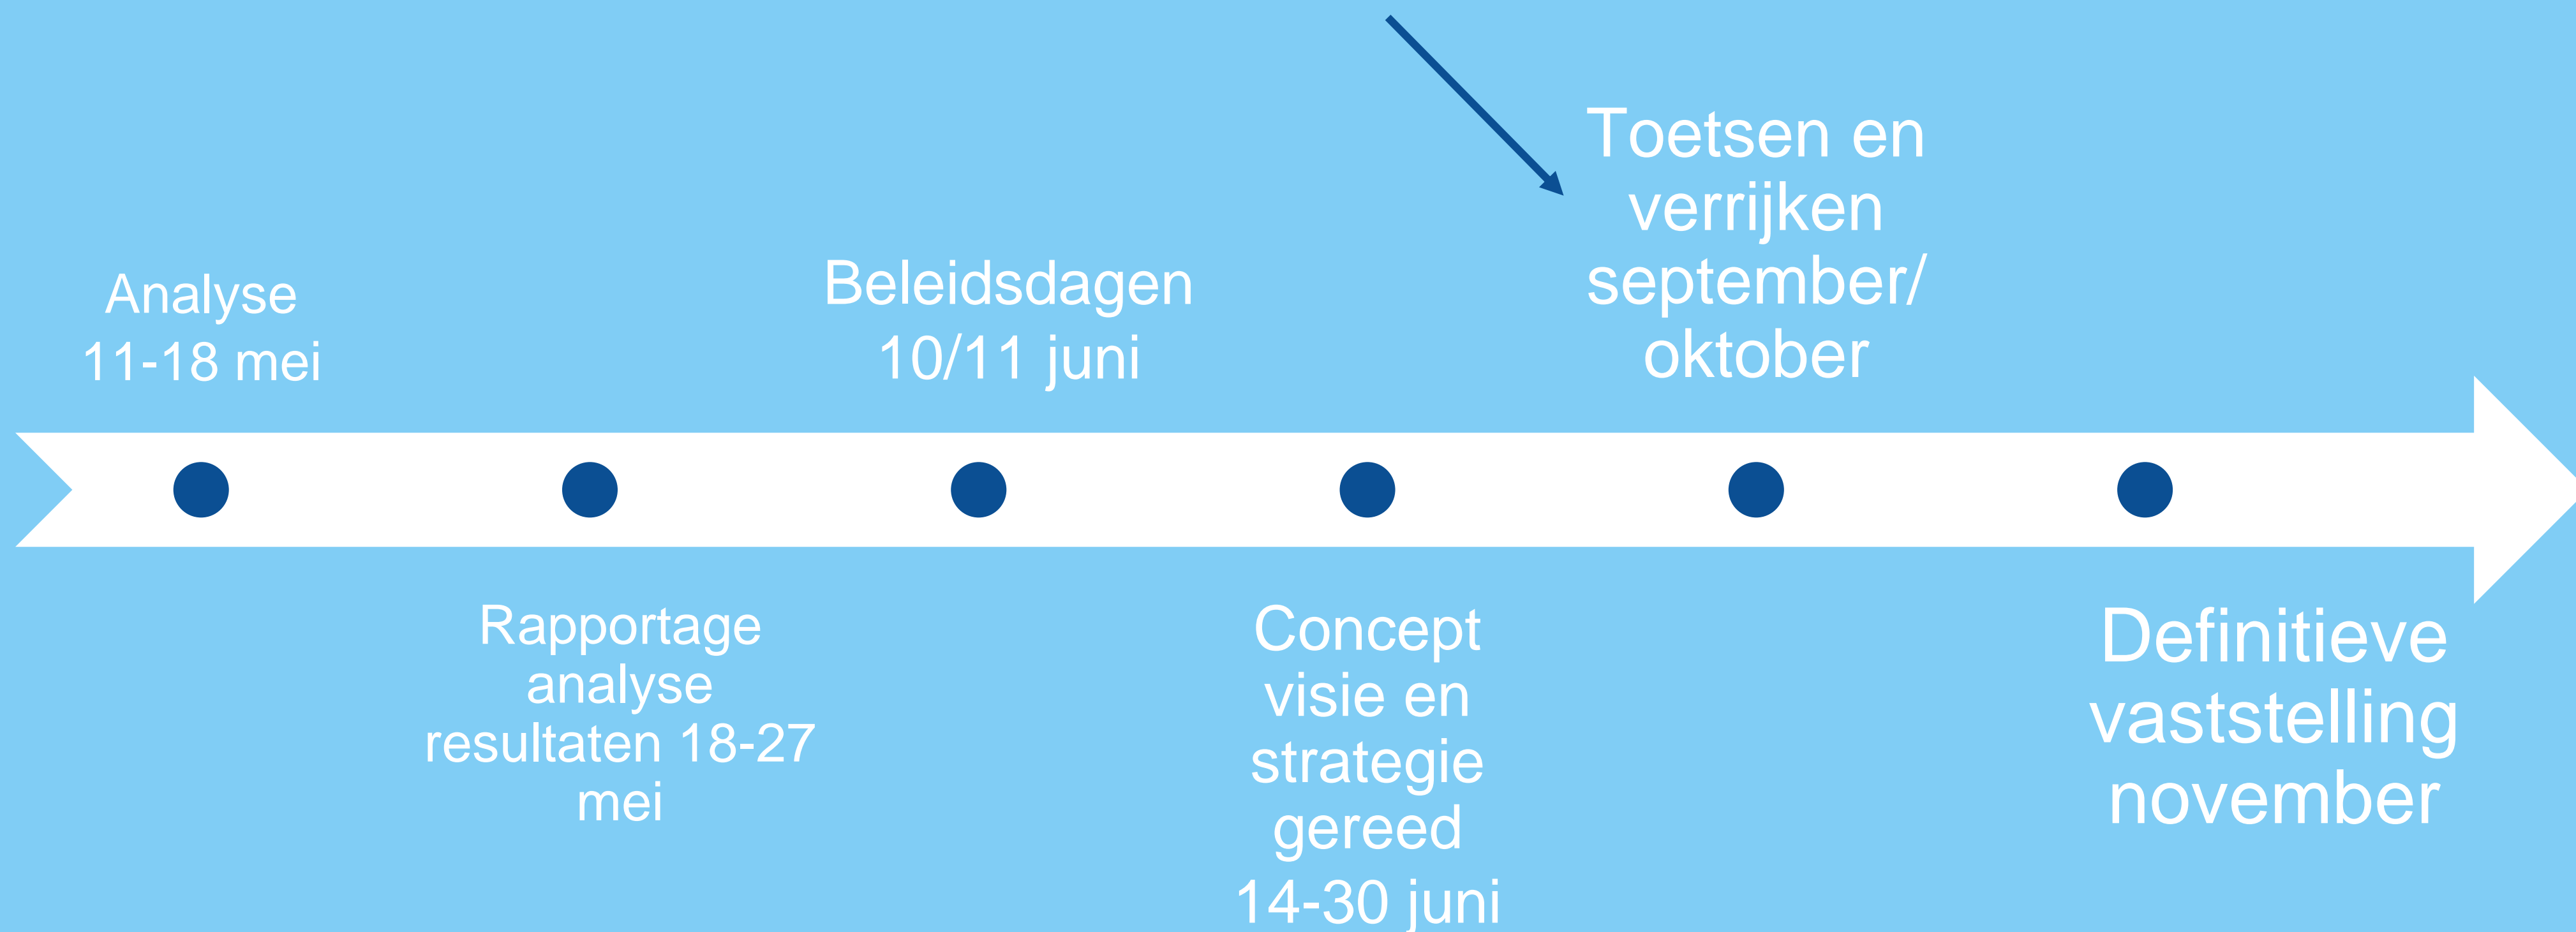 Analyse
11-18 mei
Rapportage
analyse
resultaten 18-27
mei
Beleidsdagen
10/11 juni
Concept
visie en
strategie
gereed
14-30 juni
Toetsen en
verrijken
september/
oktober
Definitieve
vaststelling
november